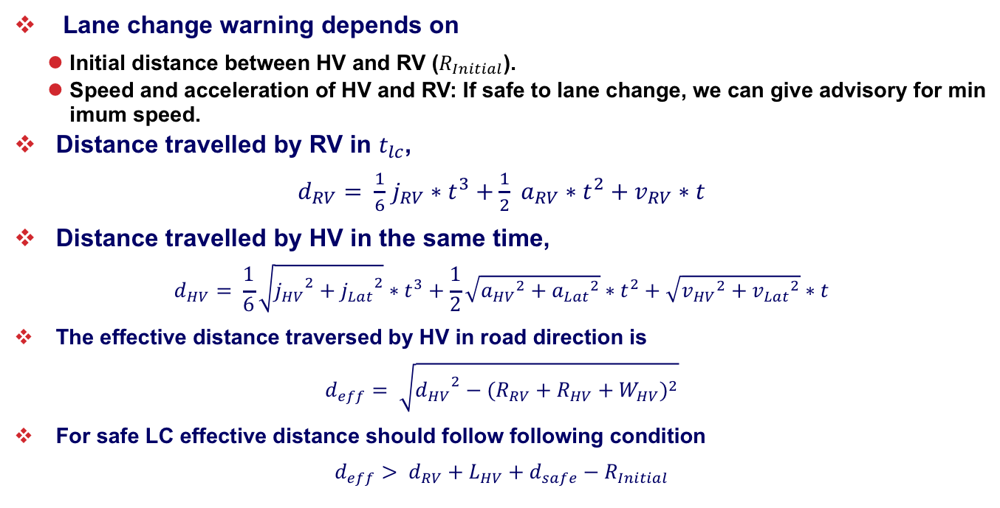 ❖ Lane change warning depends on
● Initial distance between HV and RV (R_{Initial}).
● Speed and acceleration of HV and RV: If safe to lane change, we can give advisory for min
imum speed.
❖ Distance travelled by RV in t_{lc},
d_{RV} = \frac{1}{6} j_{RV} * t^3 + \frac{1}{2} a_{RV} * t^2 + v_{RV} * t
❖ Distance travelled by HV in the same time,
d_{HV} = \frac{1}{6} \sqrt{j_{HV}^2 + j_{Lat}^2} * t^3 + \frac{1}{2} \sqrt{a_{HV}^2 + a_{Lat}^2} * t^2 + \sqrt{v_{HV}^2 + v_{Lat}^2} * t
❖ The effective distance traversed by HV in road direction is
d_{eff} = \sqrt{d_{HV}^2 - (R_{RV} + R_{HV} + W_{HV})^2}
❖ For safe LC effective distance should follow following condition
d_{eff} > d_{RV} + L_{HV} + d_{safe} - R_{Initial}